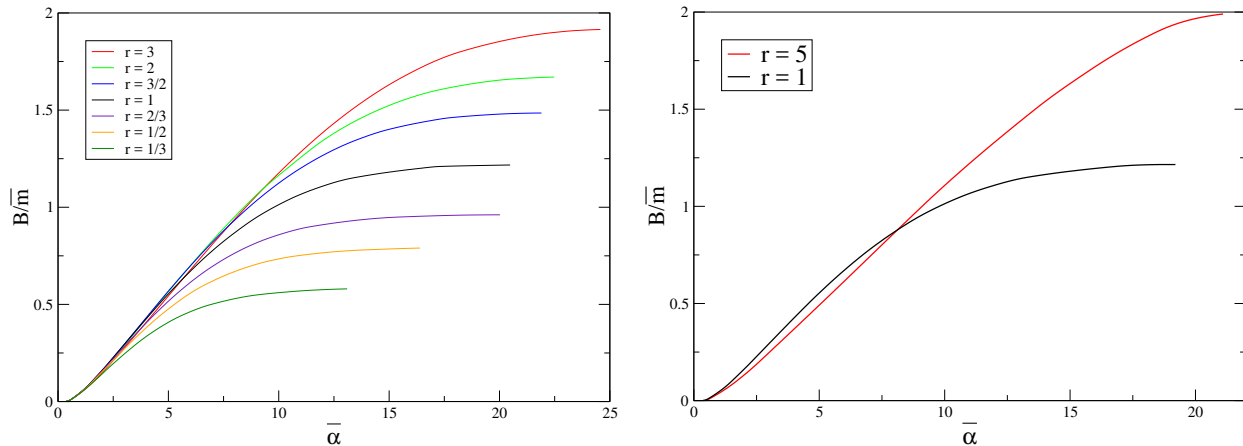 2
1.5
1
0.5
0
B/m̅
r = 3
r = 2
r = 3/2
r = 1
r = 2/3
r = 1/2
r = 1/3
0 5 10 15 20 25
α̅
2
1.5
1
0.5
0
B/m̅
r = 5
r = 1
0 5 10 15 20
α̅